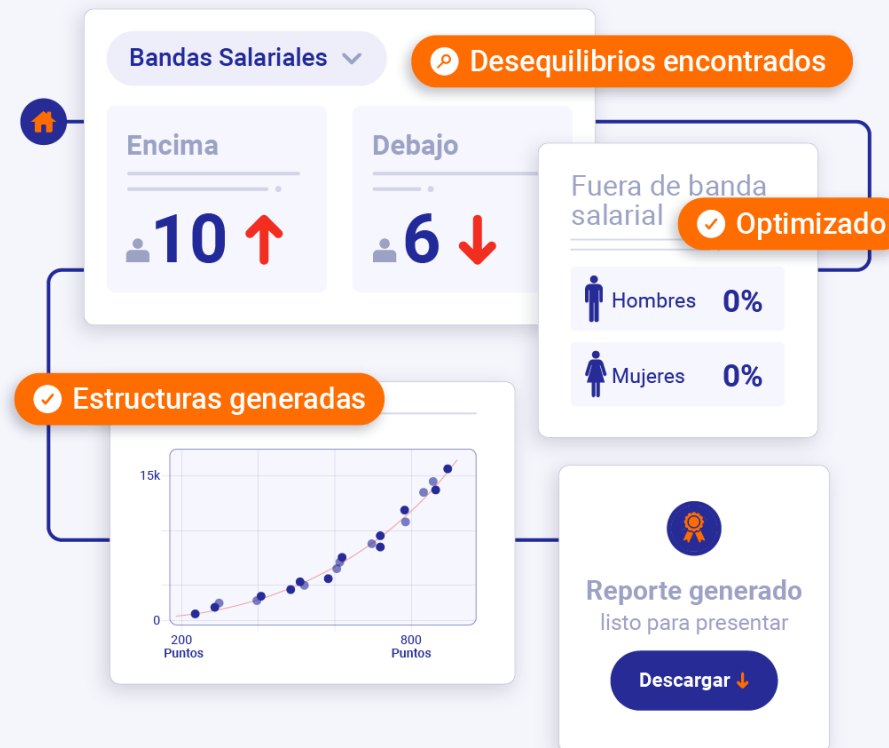 Bandas Salariales
Desequilibrios encontrados
Encima
Debajo
10
6
Fuera de banda
salarial
Optimizado
Hombres 0%
Mujeres 0%
Estructuras generadas
15k
0
200
Puntos
800
Puntos
Reporte generado
listo para presentar
Descargar